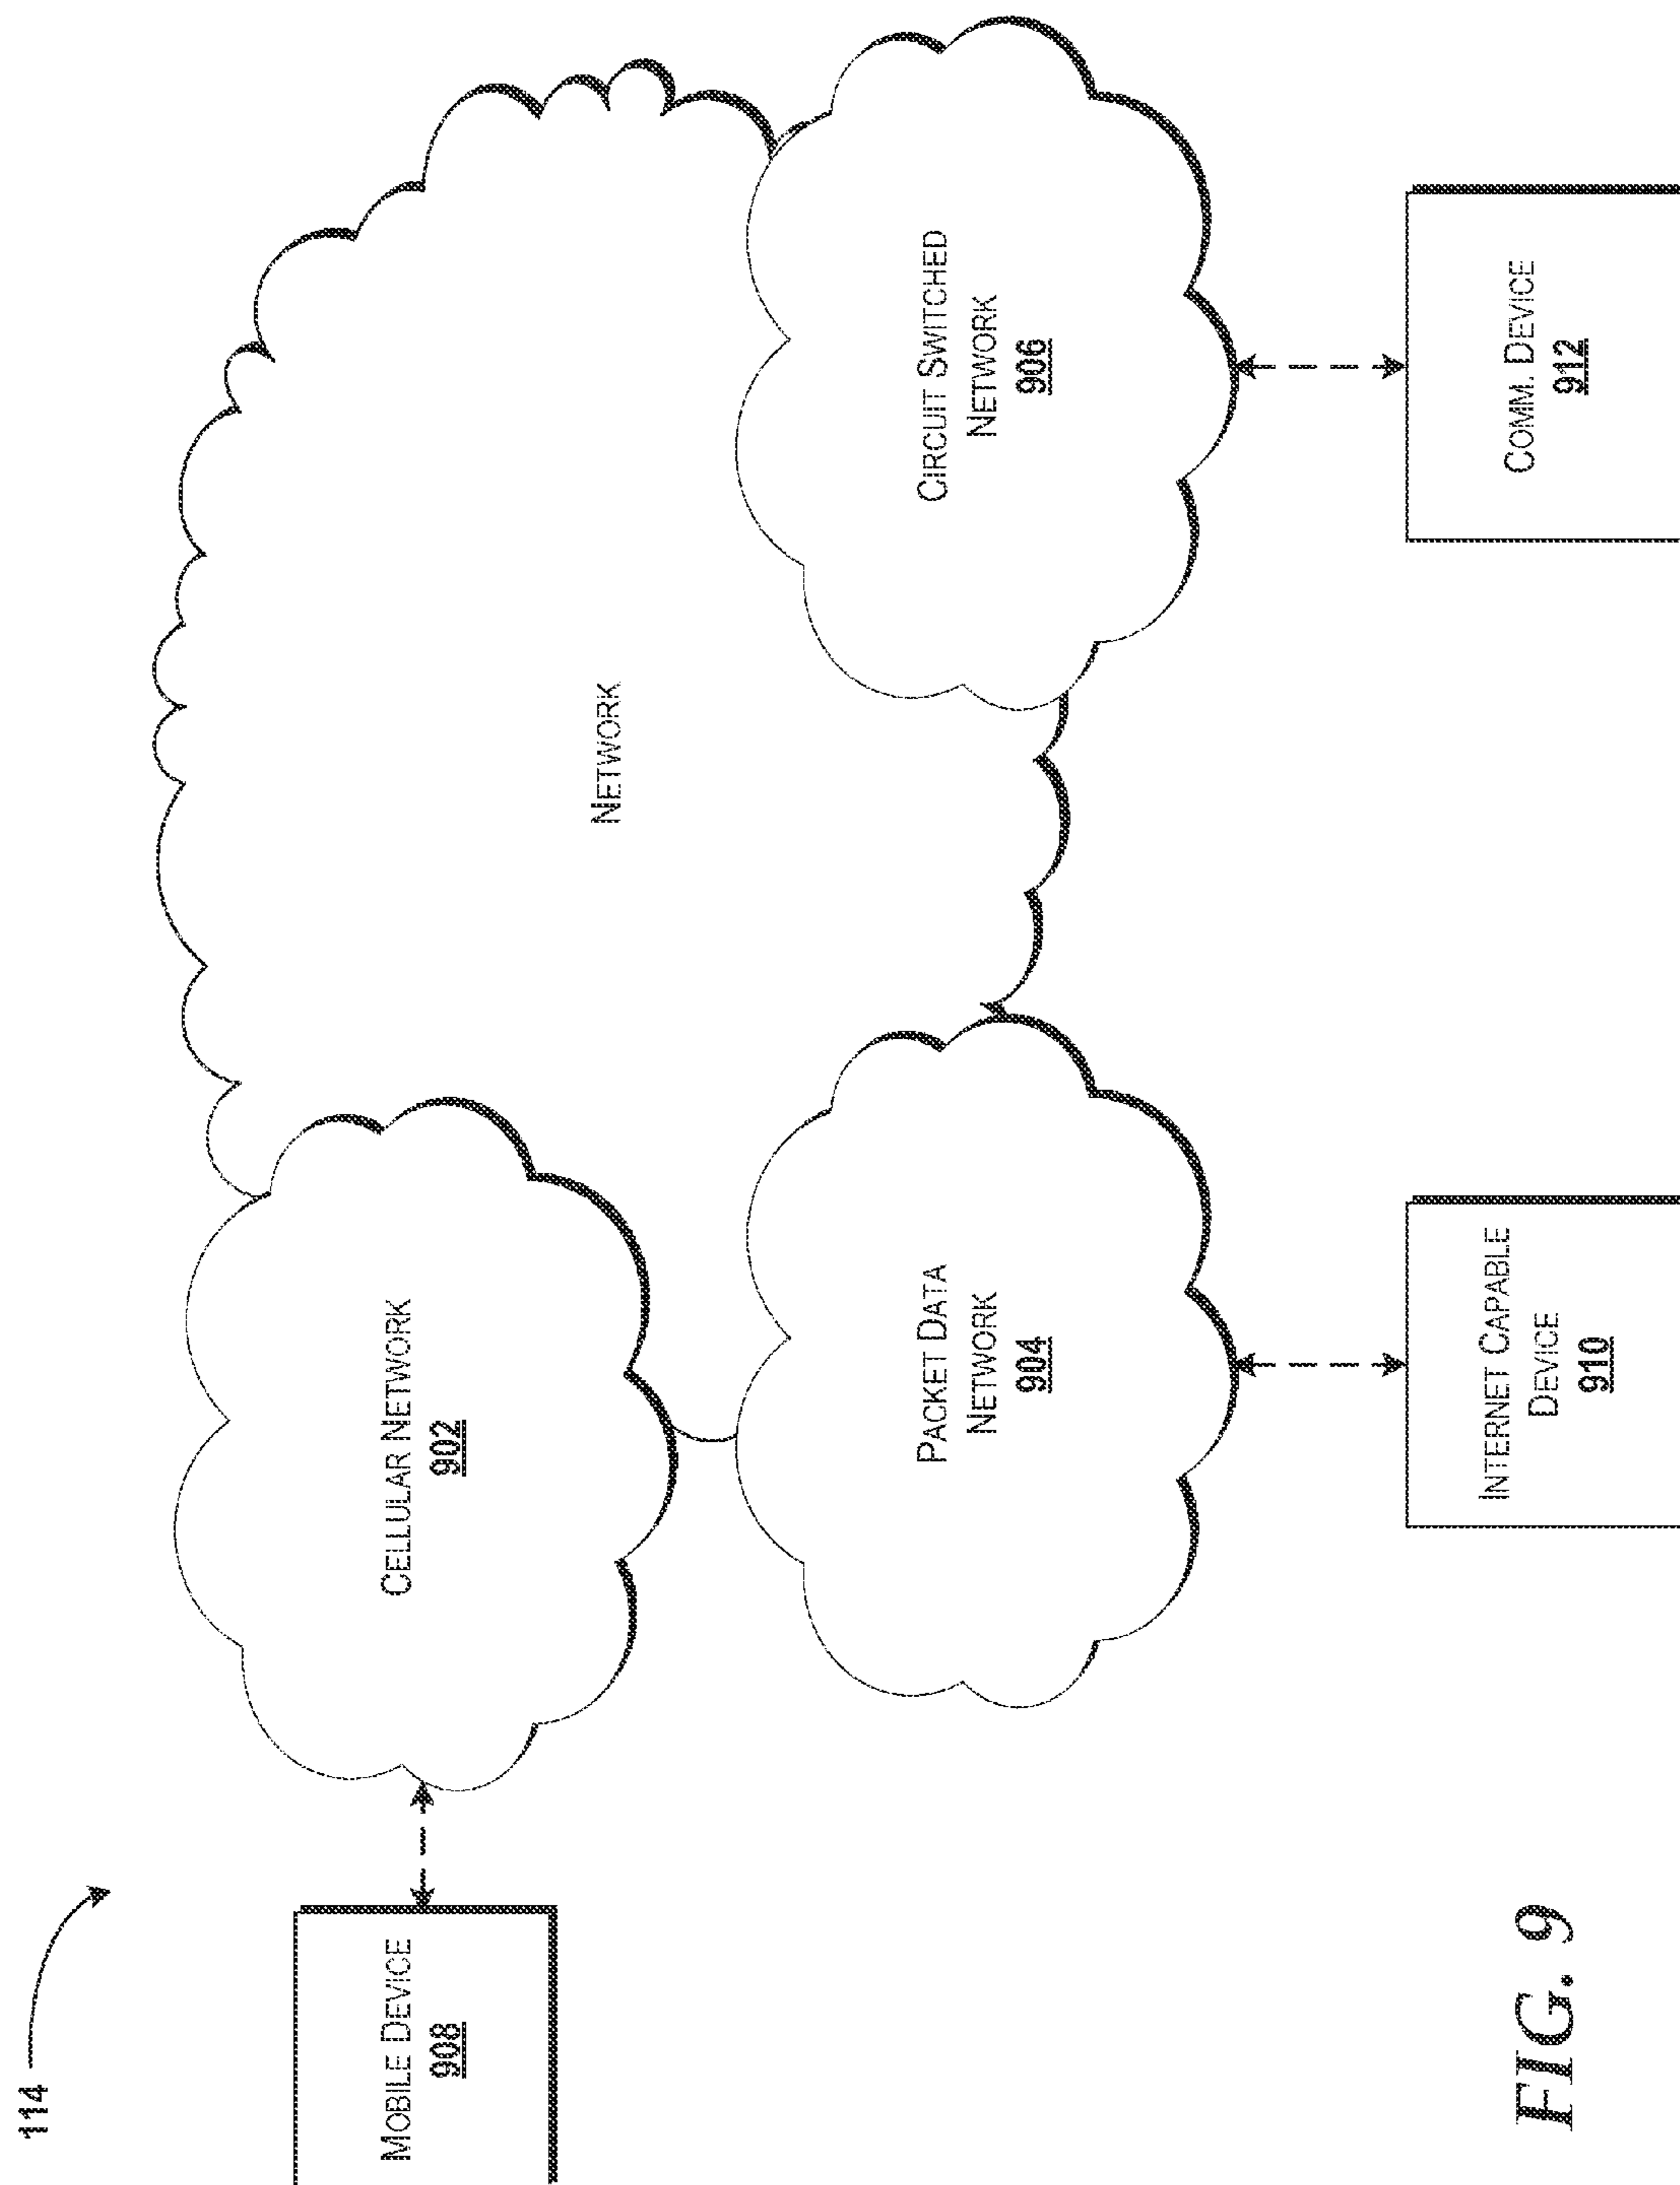 114
MOBILE DEVICE
908
CELLULAR NETWORK
902
NETWORK
PACKET DATA
NETWORK
904
CIRCUIT SWITCHED
NETWORK
906
INTERNET CAPABLE
DEVICE
910
COMM. DEVICE
912
FIG. 9